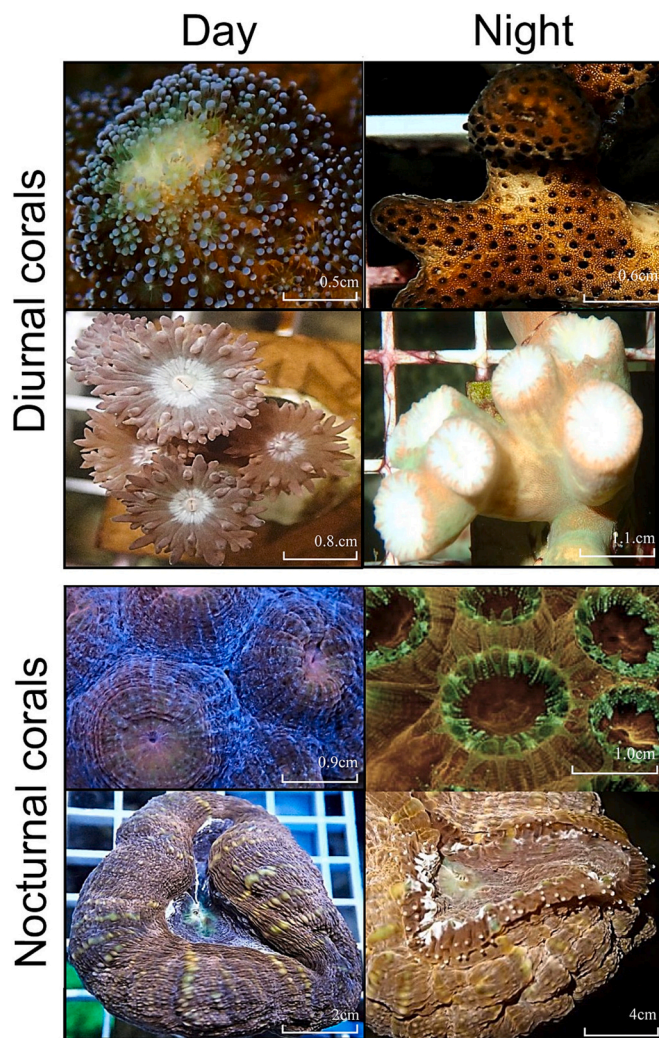 Day
Night
Diurnal corals
0.5cm
0.6cm
0.8.cm
1.1.cm
Nocturnal corals
0.9cm
1.0cm
2cm
4cm